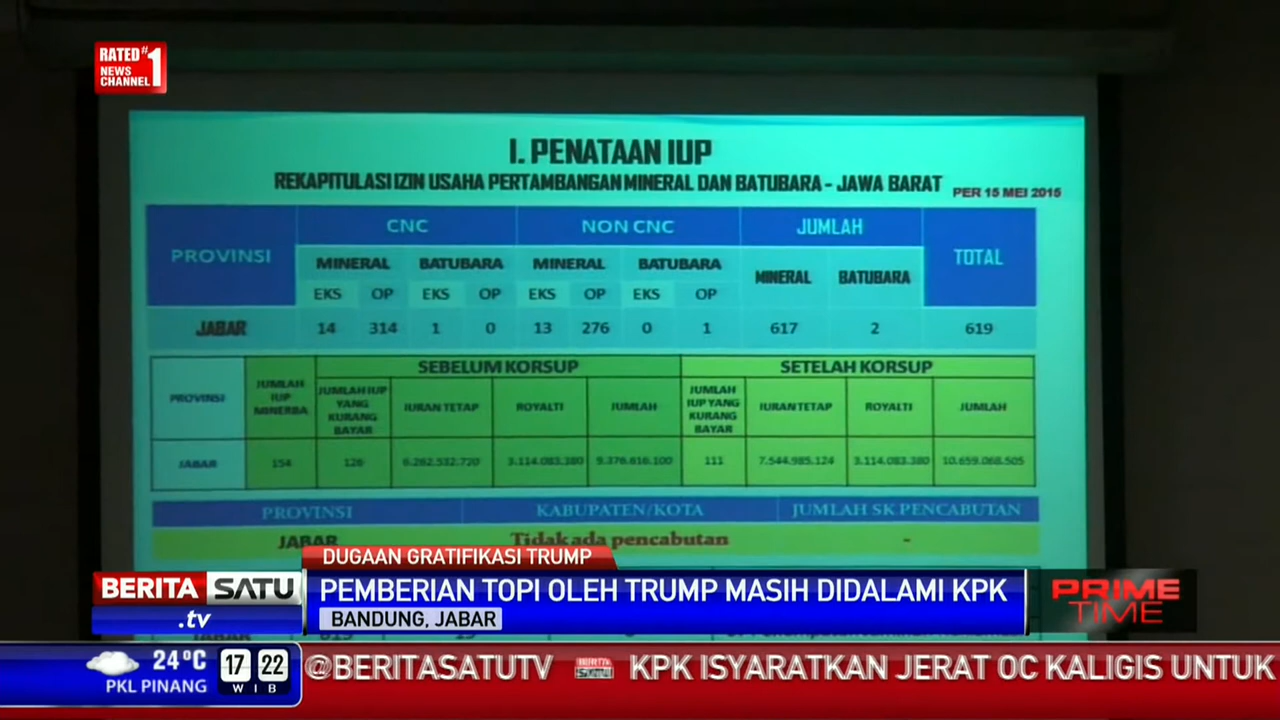 RATED #1
NEWS
CHANNEL
I. PENATAAN IUP
REKAPITULASI IZIN USAHA PERTAMBANGAN MINERAL DAN BATUBARA - JAWA BARAT
PER 15 MEI 2015
PROVINSI CNC NON CNC JUMLAH TOTAL
MINERAL BATUBARA MINERAL BATUBARA MINERAL BATUBARA
EKS OP EKS OP EKS OP EKS OP
JABAR 14 314 1 0 13 276 0 1 617 2 619
SEBELUM KORSUP SETELAH KORSUP
PROVINSI JUMLAH IUP MINERBA JUMLAH IUP YANG KURANG BAYAR IURAN TETAP ROYALTI JUMLAH JUMLAH IUP YANG KURANG BAYAR IURAN TETAP ROYALTI JUMLAH
JABAR 154 126 6.262.532.720 3.114.083.380 9.376.616.100 111 7.544.985.124 3.114.083.380 10.659.068.505
PROVINSI KABUPATEN/KOTA JUMLAH SK PENCABUTAN
JABAR Tidak ada pencabutan -
DUGAAN GRATIFIKASI TRUMP
BERITA SATU .tv
PEMBERIAN TOPI OLEH TRUMP MASIH DIDALAMI KPK
BANDUNG, JABAR
PRIME TIME
24°C
PKL PINANG
17 22
WIB
@BERITASATUTV BERITA SATU KPK ISYARATKAN JERAT OC KALIGIS UNTUK